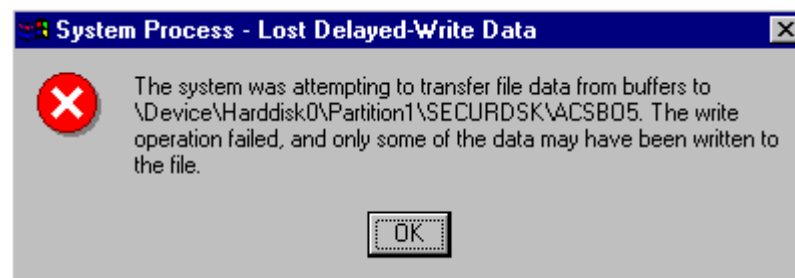 System Process - Lost Delayed-Write Data
The system was attempting to transfer file data from buffers to
\Device\Harddisk0\Partition1\SECURDSK\ACSBO5. The write
operation failed, and only some of the data may have been written to
the file.
OK